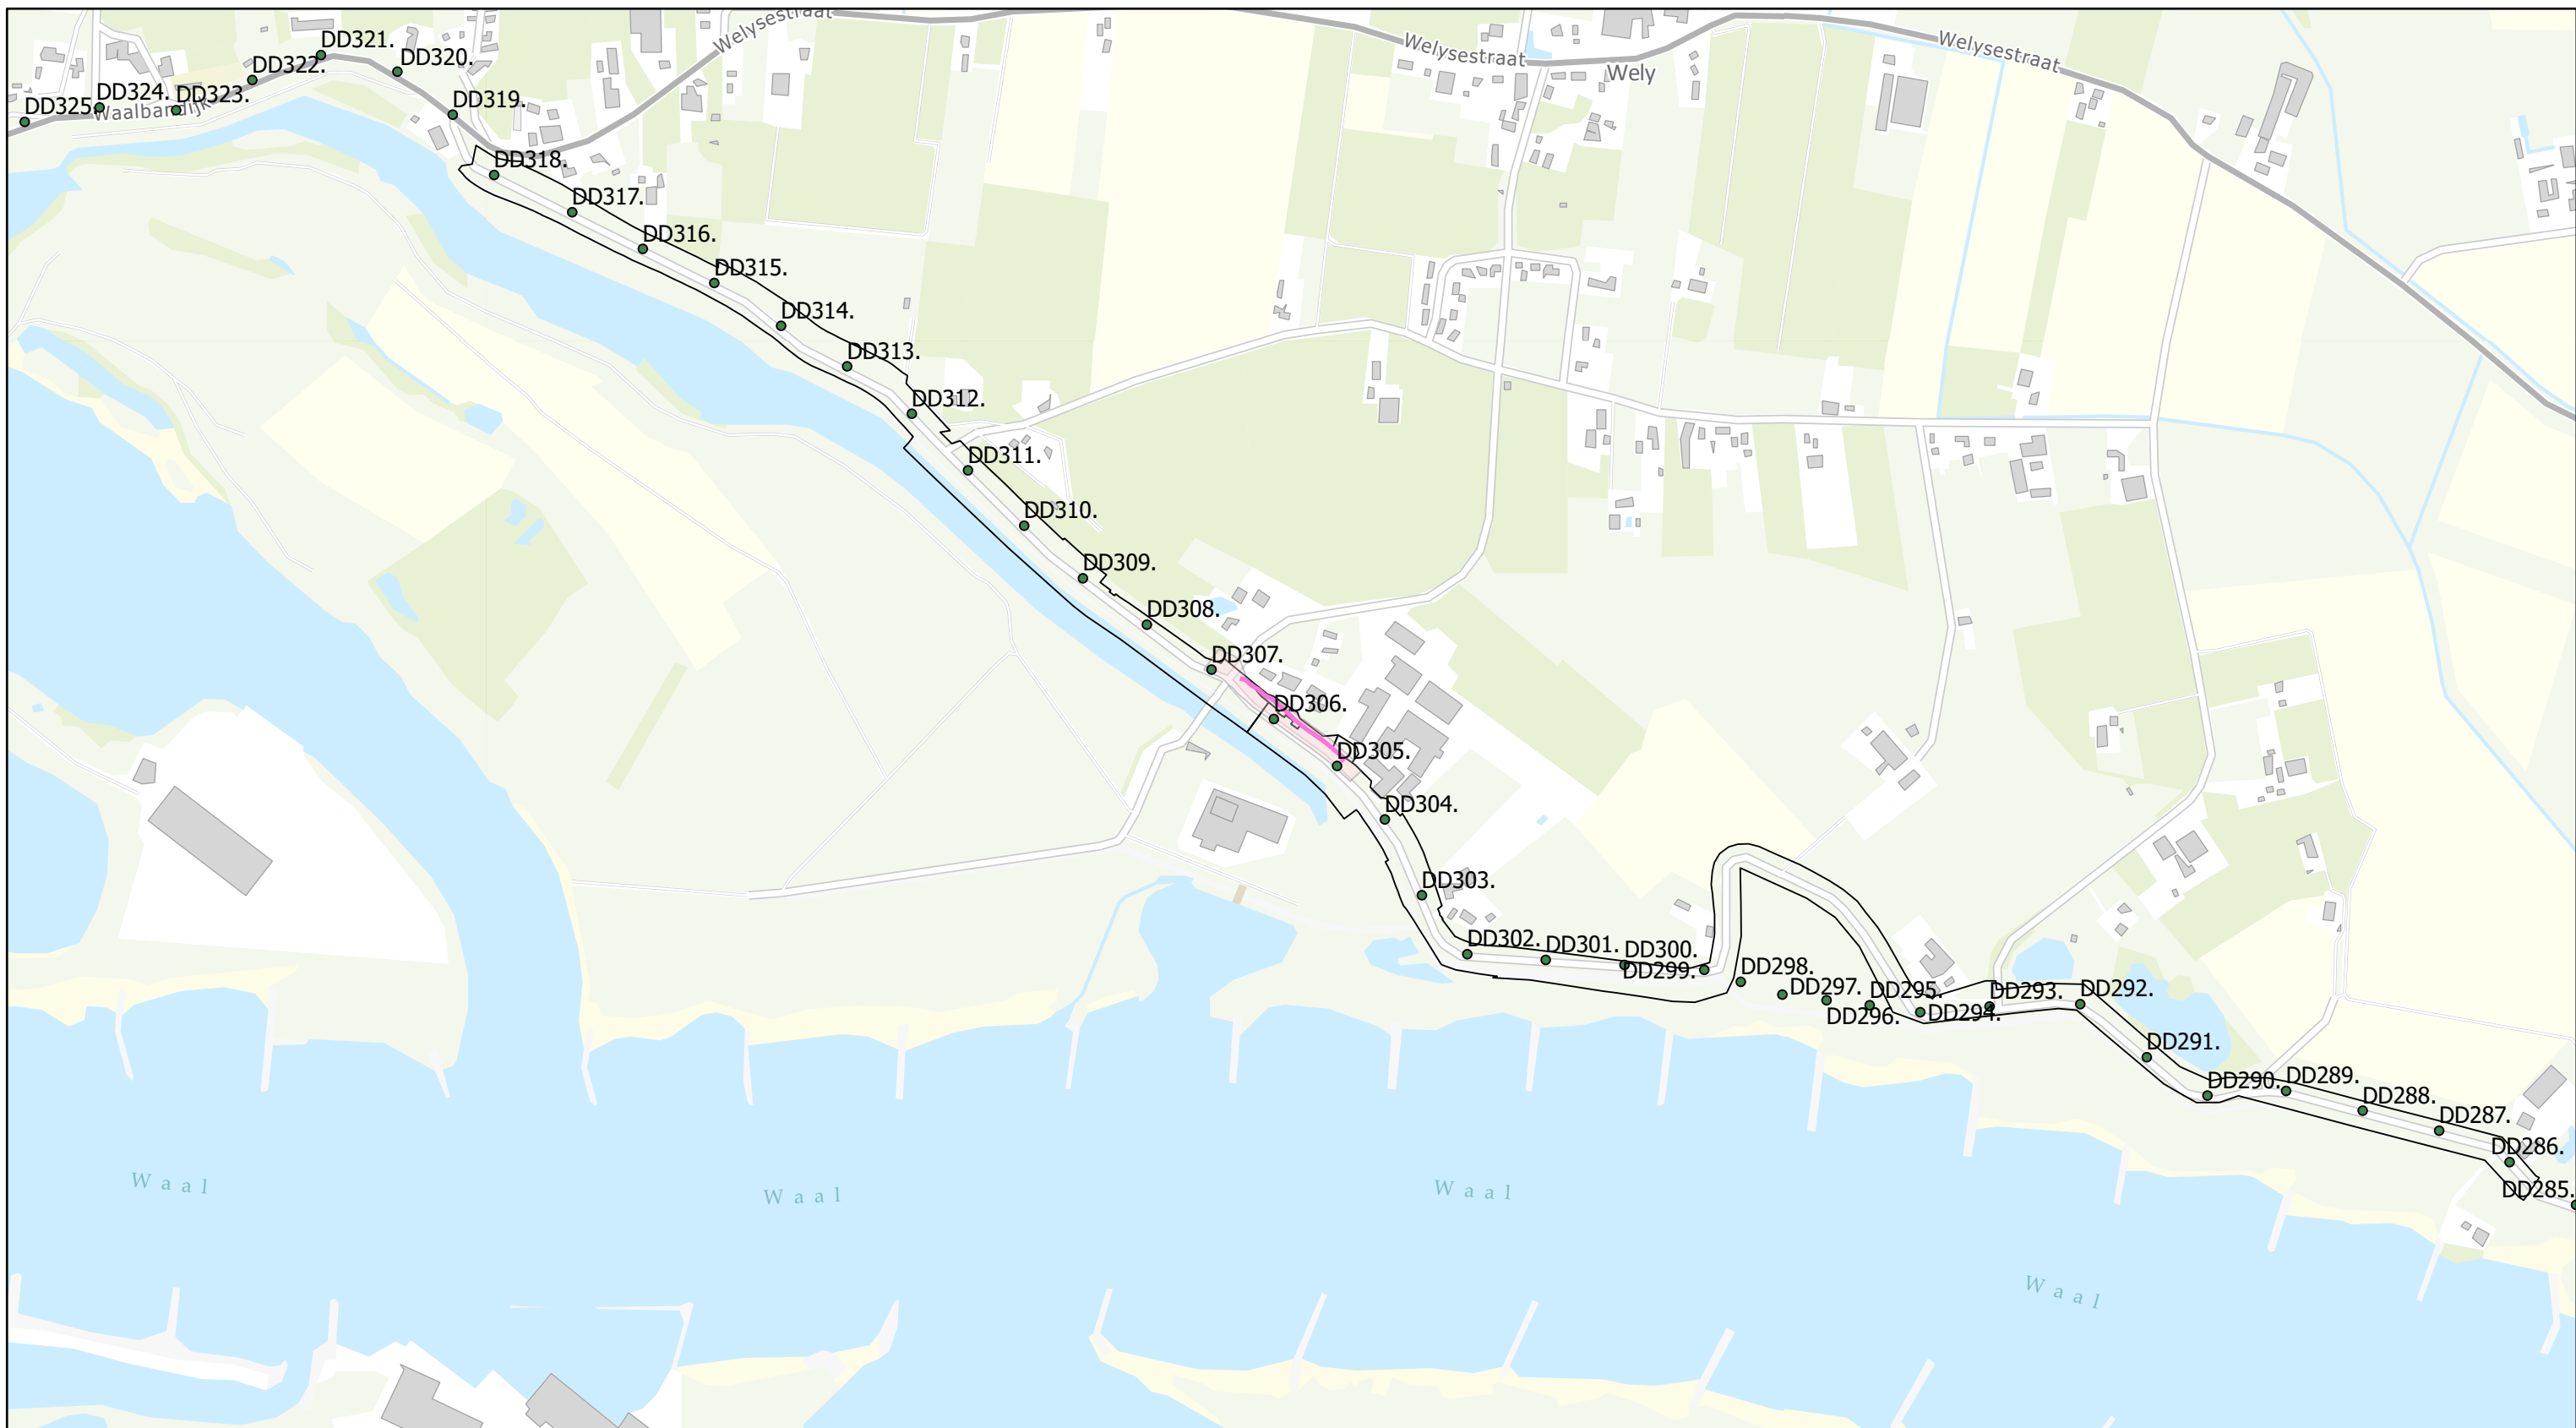 Welysestraat
Welysestraat
Welysestraat
Wely
DD321.
DD322.
DD320.
DD325.
DD324.
DD323.
Waalbandijk
DD319.
DD318.
DD317.
DD316.
DD315.
DD314.
DD313.
DD312.
DD311.
DD310.
DD309.
DD308.
DD307.
DD306.
DD305.
DD304.
DD303.
DD302.
DD301.
DD300.
DD299.
DD298.
DD297.
DD296.
DD295.
DD294.
DD293.
DD292.
DD291.
DD290.
DD289.
DD288.
DD287.
DD286.
DD285.
Waal
Waal
Waal
Waal